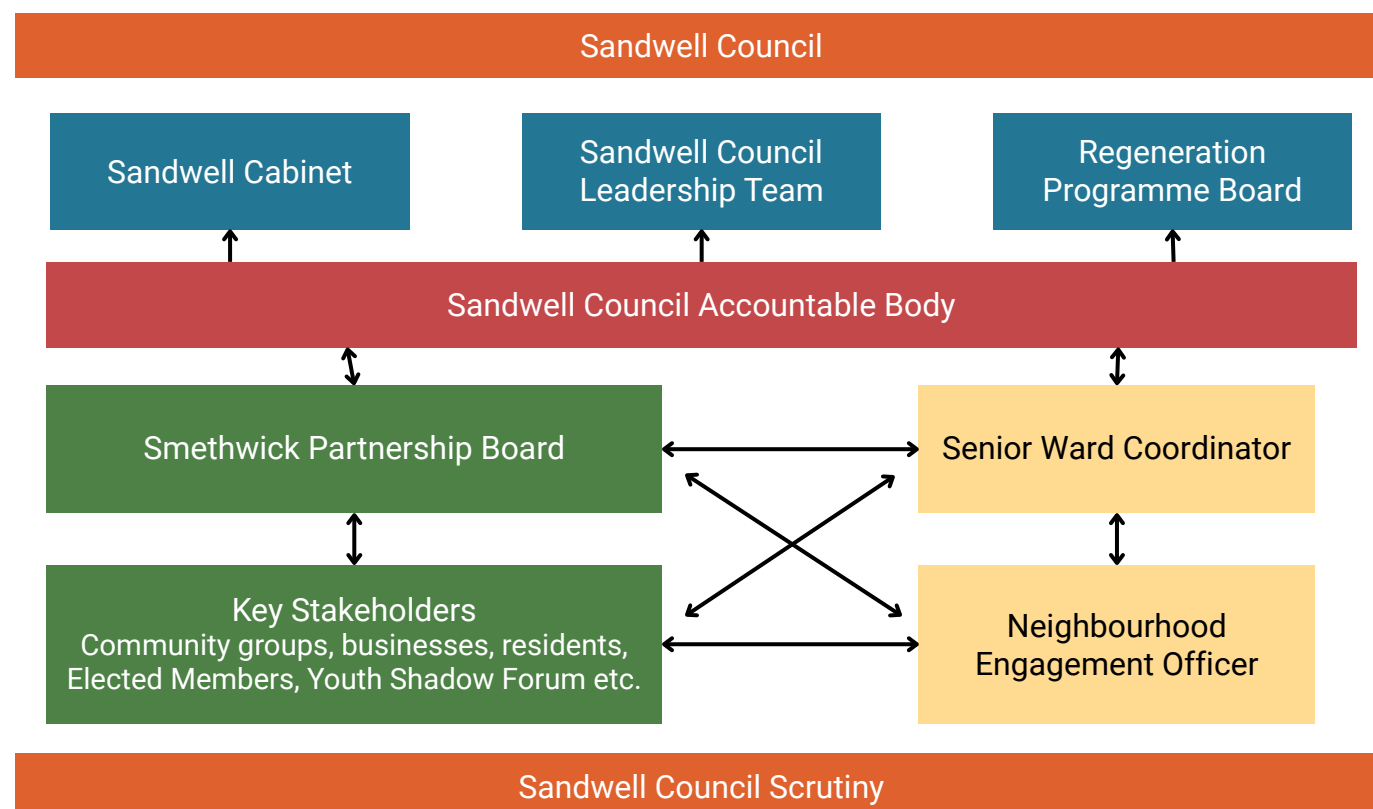 Sandwell Council
Sandwell Cabinet
Sandwell Council
Leadership Team
Regeneration
Programme Board
Sandwell Council Accountable Body
Smethwick Partnership Board
Senior Ward Coordinator
Key Stakeholders
Community groups, businesses, residents,
Elected Members, Youth Shadow Forum etc.
Neighbourhood
Engagement Officer
Sandwell Council Scrutiny